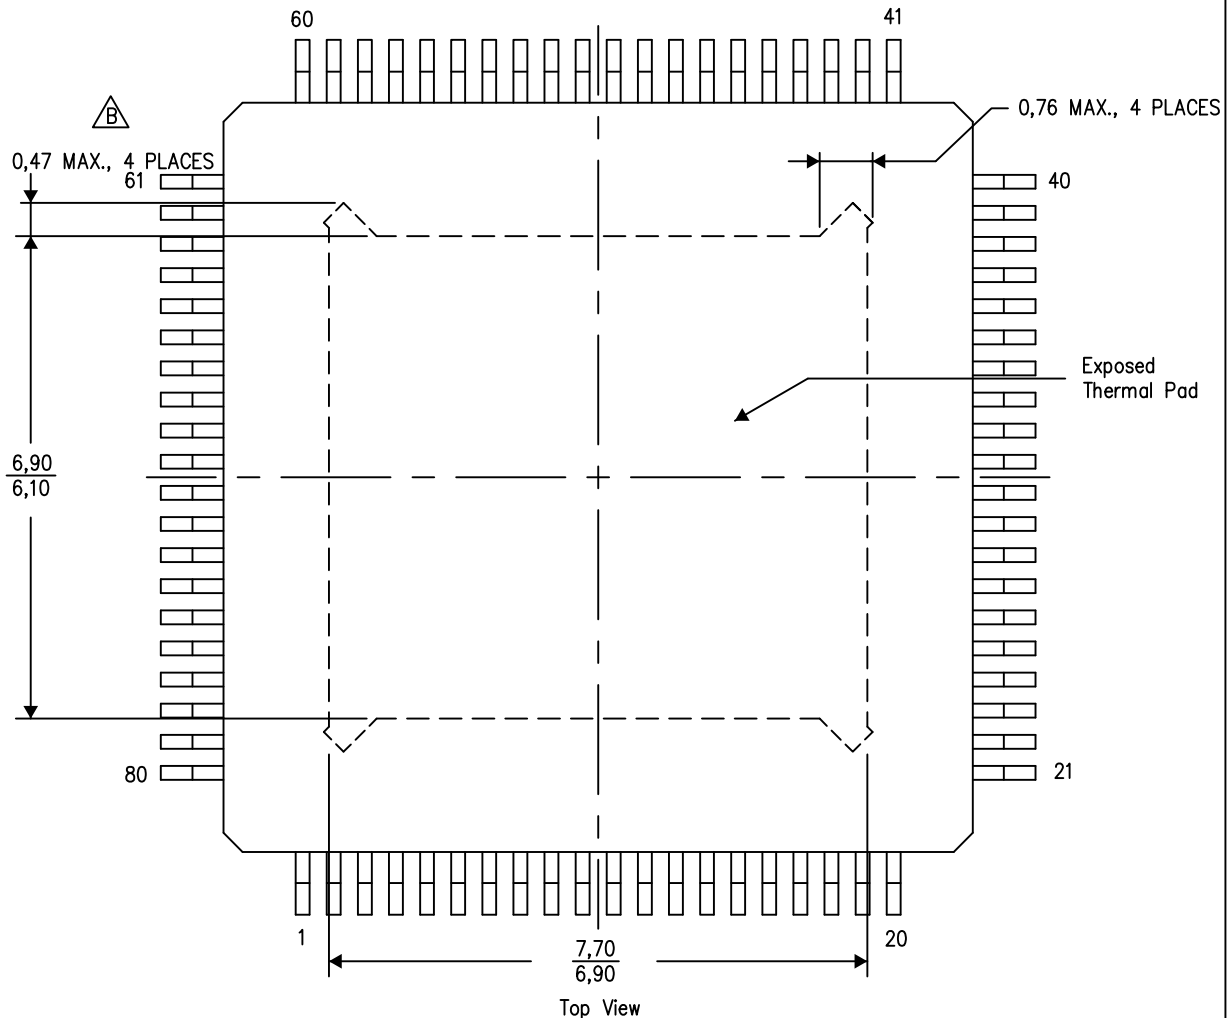 60
41
B
0,76 MAX., 4 PLACES
0,47 MAX., 4 PLACES
61
40
Exposed
Thermal Pad
6,90
6,10
80
21
1
20
7,70
6,90
Top View